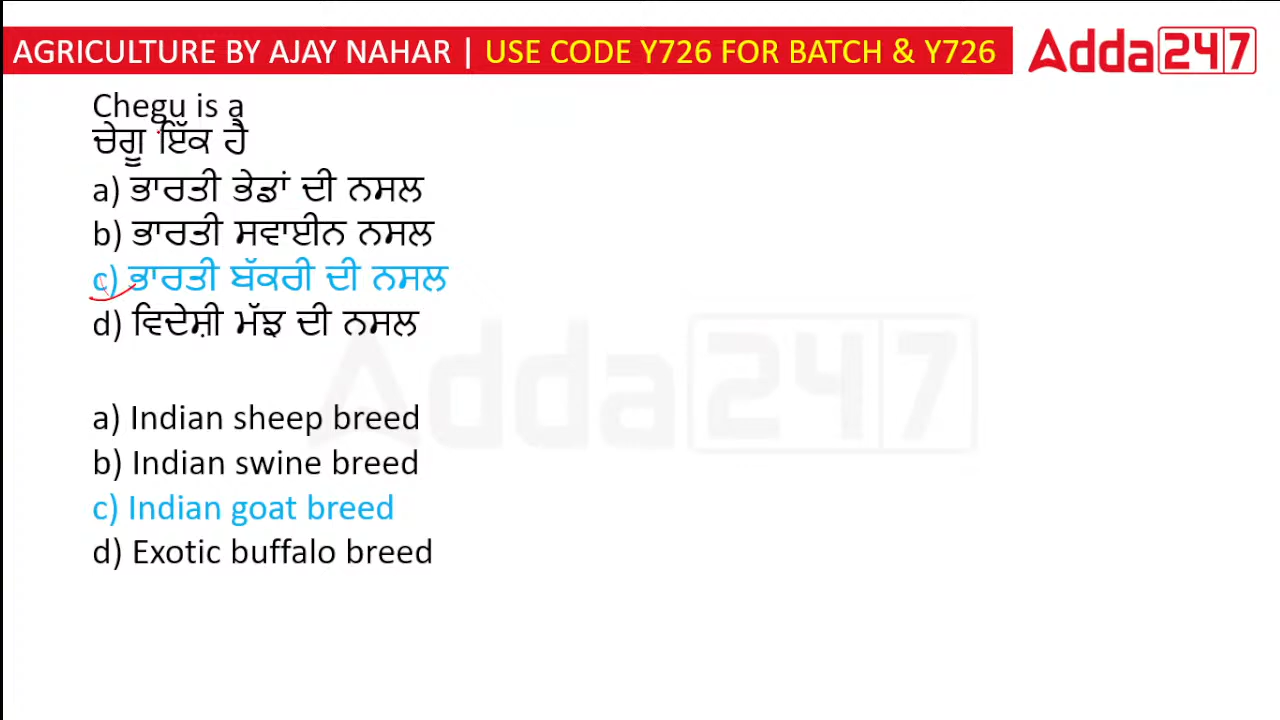 AGRICULTURE BY AJAY NAHAR | USE CODE Y726 FOR BATCH & Y726
Adda247
Chegu is a
ਚੇਗੂ ਇੱਕ ਹੈ
a) ਭਾਰਤੀ ਭੇਡਾਂ ਦੀ ਨਸਲ
b) ਭਾਰਤੀ ਸਵਾਈਨ ਨਸਲ
c) ਭਾਰਤੀ ਬੱਕਰੀ ਦੀ ਨਸਲ
d) ਵਿਦੇਸ਼ੀ ਮੱਝ ਦੀ ਨਸਲ
Adda247
a) Indian sheep breed
b) Indian swine breed
c) Indian goat breed
d) Exotic buffalo breed